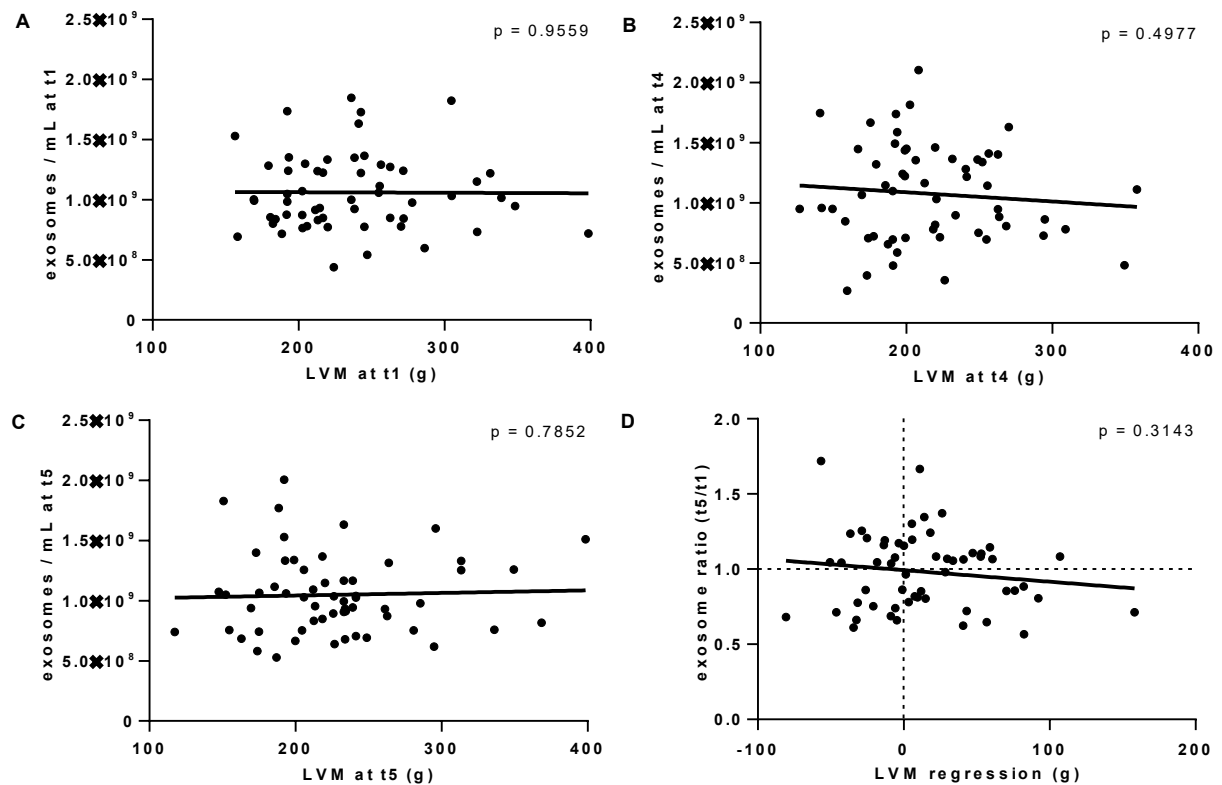 A
p = 0.9559
2.5✖10⁹
2.0✖10⁹
1.5✖10⁹
1.0✖10⁹
5.0✖10⁸
0
exosomes / mL at t1
100 200 300 400
LVM at t1 (g)
B
p = 0.4977
2.5✖10⁹
2.0✖10⁹
1.5✖10⁹
1.0✖10⁹
5.0✖10⁸
0
exosomes / mL at t4
100 200 300 400
LVM at t4 (g)
C
p = 0.7852
2.5✖10⁹
2.0✖10⁹
1.5✖10⁹
1.0✖10⁹
5.0✖10⁸
0
exosomes / mL at t5
100 200 300 400
LVM at t5 (g)
D
p = 0.3143
2.0
1.5
1.0
0.5
0.0
exosome ratio (t5/t1)
-100 0 100 200
LVM regression (g)